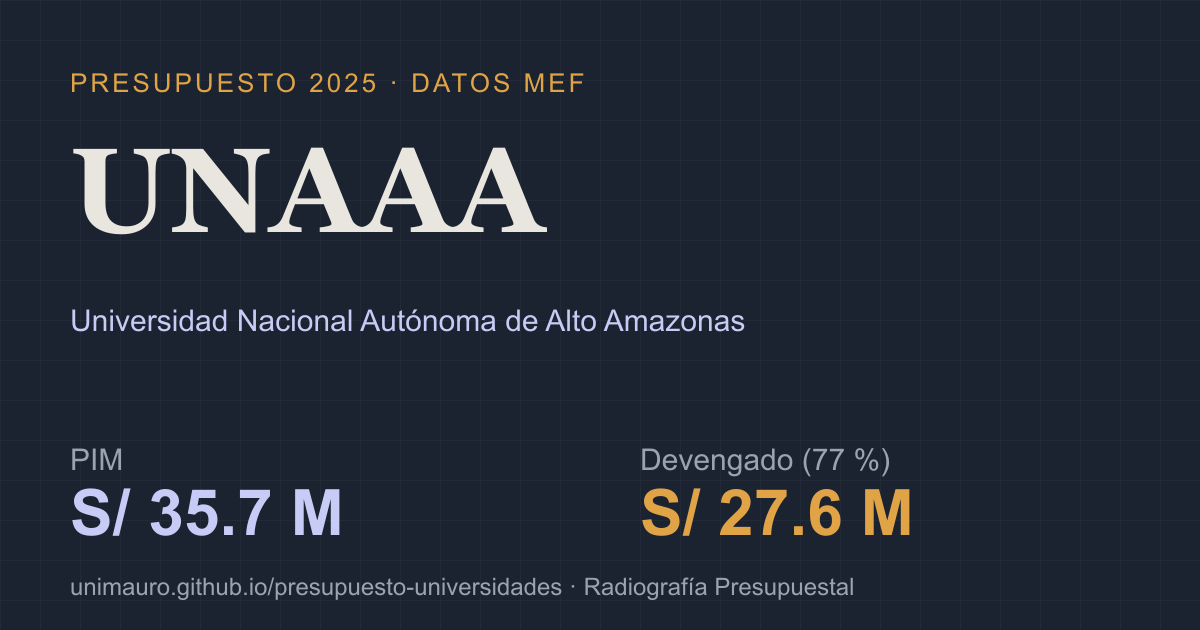 PRESUPUESTO 2025 · DATOS MEF
UNAAA
Universidad Nacional Autónoma de Alto Amazonas
PIM
S/ 35.7 M
Devengado (77 %)
S/ 27.6 M
unimauro.github.io/presupuesto-universidades · Radiografía Presupuestal